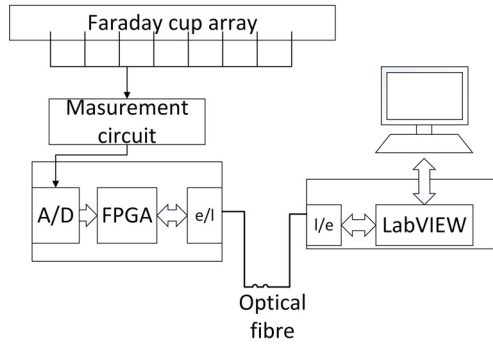 Faraday cup array
Masurement
circuit
A/D
FPGA
e/l
l/e
LabVIEW
Optical
fibre